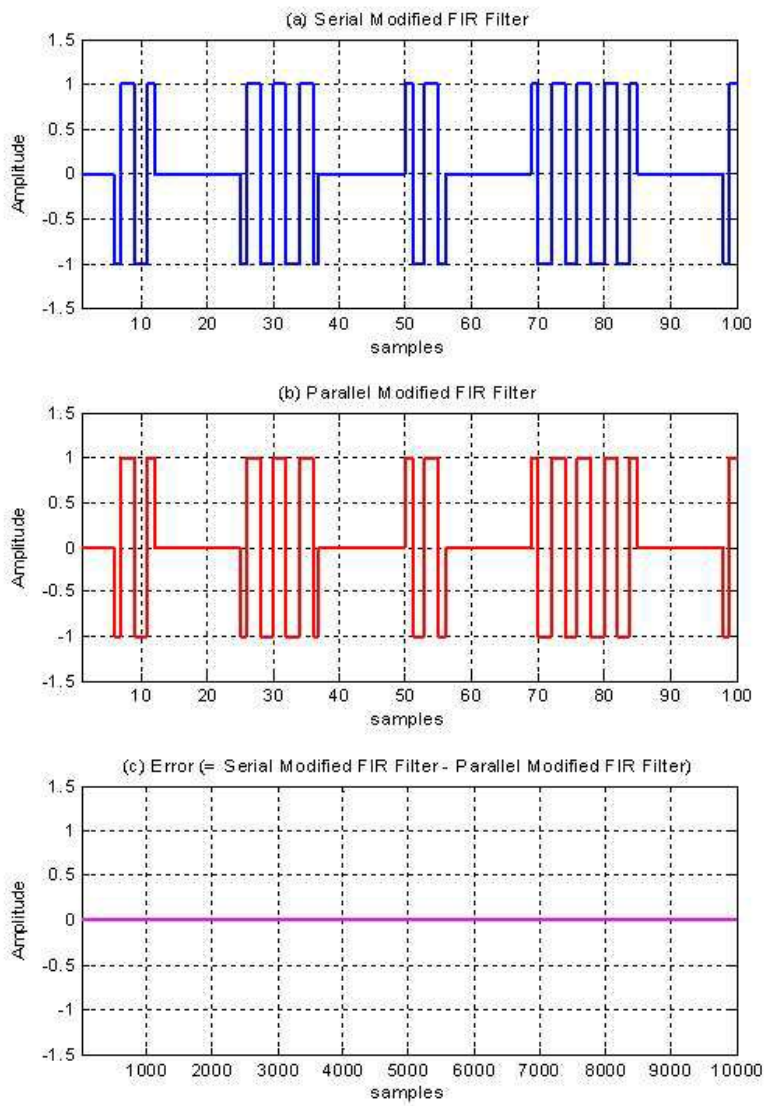 (a) Serial Modified FIR Filter
1.5
1
0.5
0
-0.5
-1
-1.5
Amplitude
10 20 30 40 50 60 70 80 90 100
samples
(b) Parallel Modified FIR Filter
1.5
1
0.5
0
-0.5
-1
-1.5
Amplitude
10 20 30 40 50 60 70 80 90 100
samples
(c) Error (= Serial Modified FIR Filter - Parallel Modified FIR Filter)
1.5
1
0.5
0
-0.5
-1
-1.5
Amplitude
1000 2000 3000 4000 5000 6000 7000 8000 9000 10000
samples